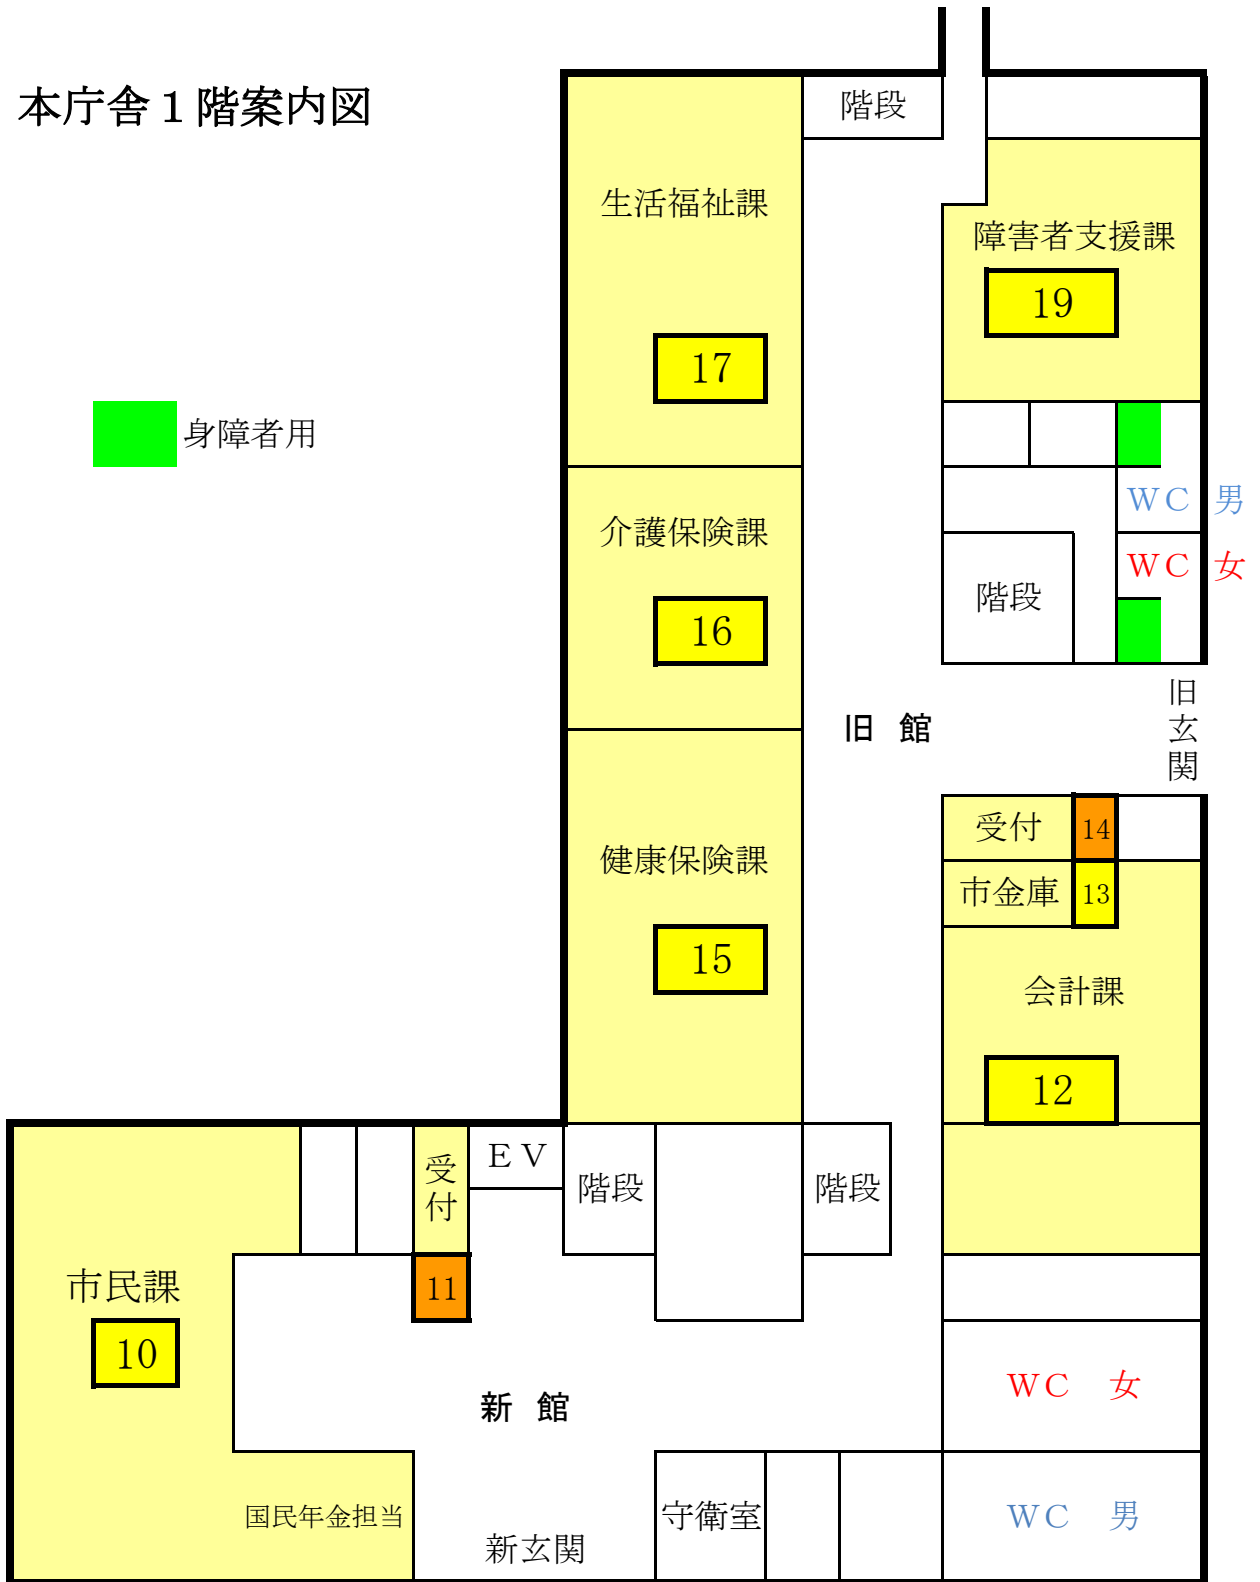 本庁舎１階案内図
階段
生活福祉課
障害者支援課
19
17
身障者用
WC 男
介護保険課
WC 女
階段
16
旧玄関
旧 館
受付
14
健康保険課
市金庫
13
15
会計課
12
受付
EV
階段
階段
市民課
11
10
WC 女
新 館
国民年金担当
守衛室
WC 男
新玄関